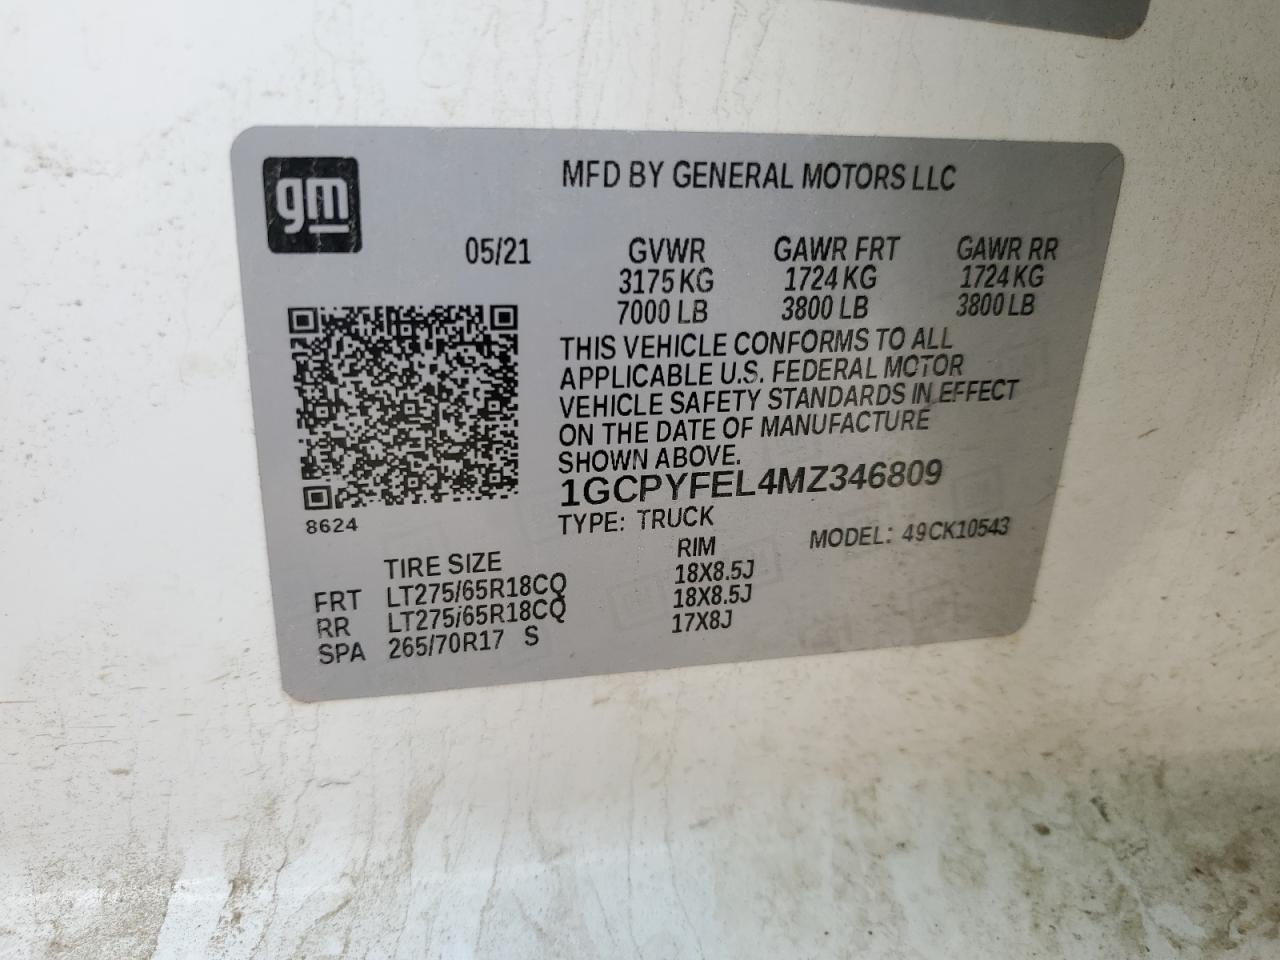 gm
MFD BY GENERAL MOTORS LLC
05/21 GVWR GAWR FRT GAWR RR
3175 KG 1724 KG 1724 KG
7000 LB 3800 LB 3800 LB
THIS VEHICLE CONFORMS TO ALL
APPLICABLE U.S. FEDERAL MOTOR
VEHICLE SAFETY STANDARDS IN EFFECT
ON THE DATE OF MANUFACTURE
SHOWN ABOVE.
1GCPYFEL4MZ346809
8624
TYPE: TRUCK MODEL: 49CK10543
TIRE SIZE RIM
FRT LT275/65R18CQ 18X8.5J
RR LT275/65R18CQ 18X8.5J
SPA 265/70R17 S 17X8J